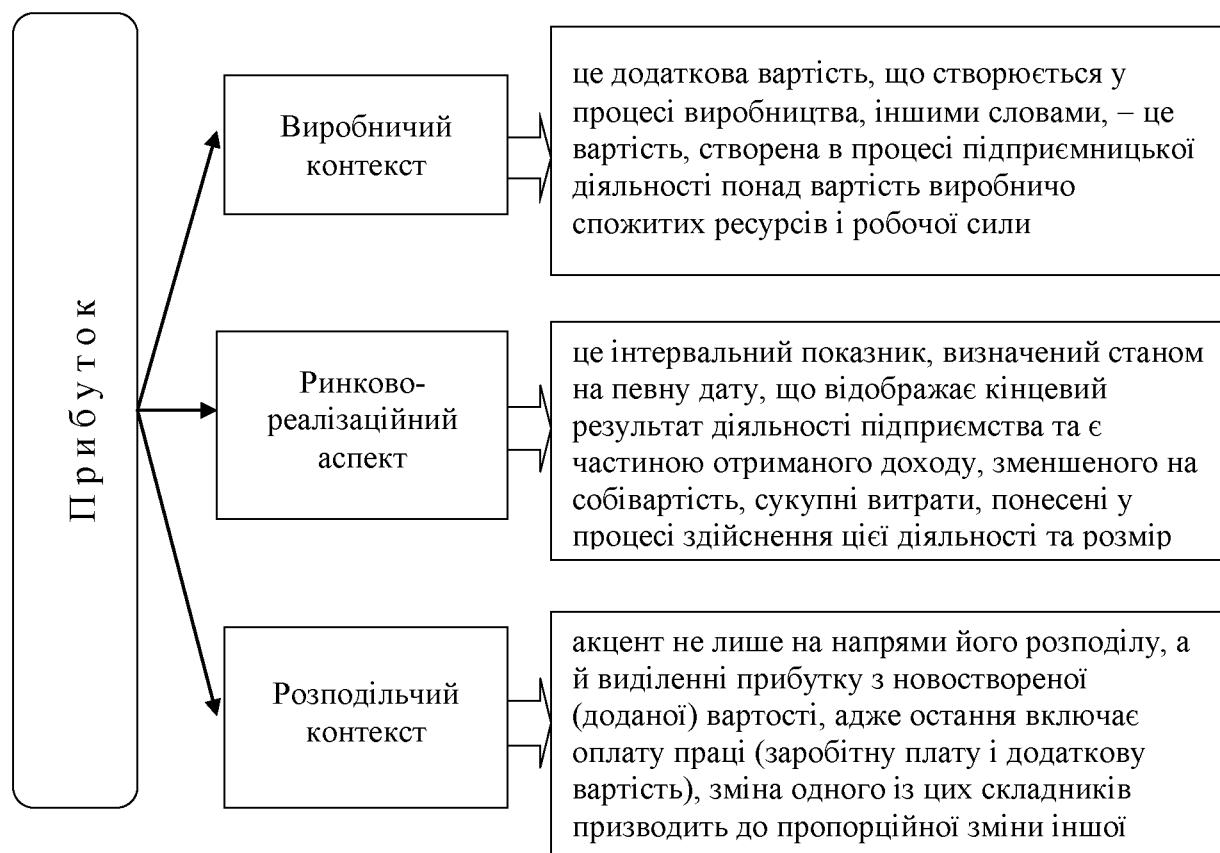 Прибуток
Виробничий
контекст
це додаткова вартість, що створюється у
процесі виробництва, іншими словами, – це
вартість, створена в процесі підприємницької
діяльності понад вартість виробничо
спожитих ресурсів і робочої сили
Ринково-
реалізаційний
аспект
це інтервальний показник, визначений станом
на певну дату, що відображає кінцевий
результат діяльності підприємства та є
частиною отриманого доходу, зменшеного на
собівартість, сукупні витрати, понесені у
процесі здійснення цієї діяльності та розмір
Розподільчий
контекст
акцент не лише на напрями його розподілу, а
й виділенні прибутку з новоствореної
(доданої) вартості, адже остання включає
оплату праці (заробітну плату і додаткову
вартість), зміна одного із цих складників
призводить до пропорційної зміни іншої